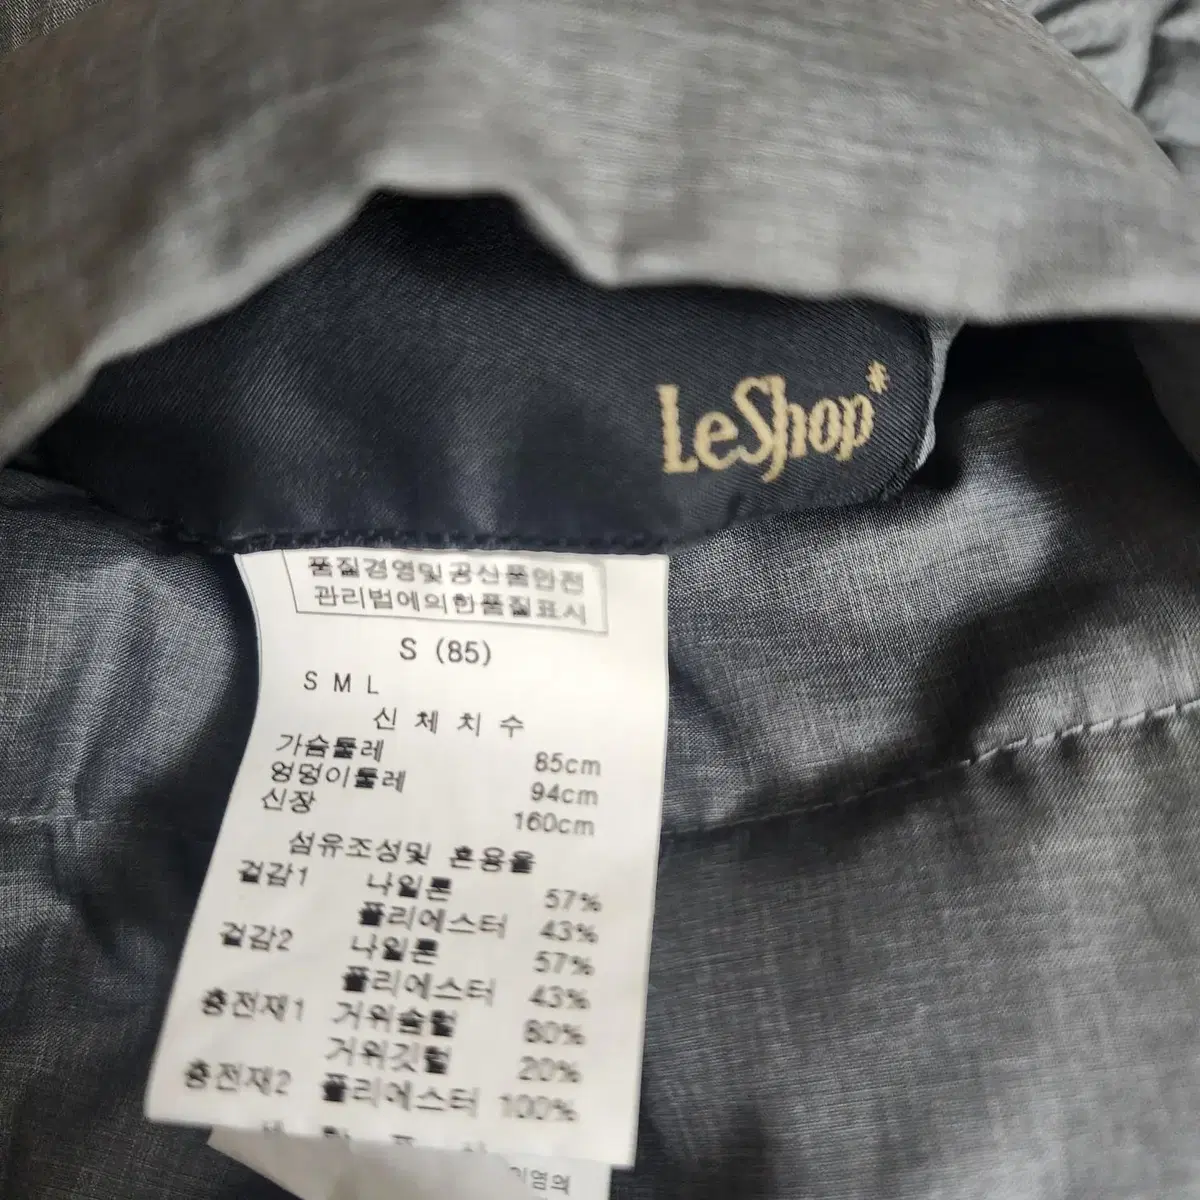 LeShop*
품질경영및공산품안전
관리법에의한품질표시
S (85)
S M L
신 체 치 수
가슴둘레 85cm
엉덩이둘레 94cm
신장 160cm
섬유조성및 혼용율
겉감1 나일론 57%
폴리에스터 43%
겉감2 나일론 57%
폴리에스터 43%
충전재1 거위솜털 80%
거위깃털 20%
충전재2 폴리에스터 100%